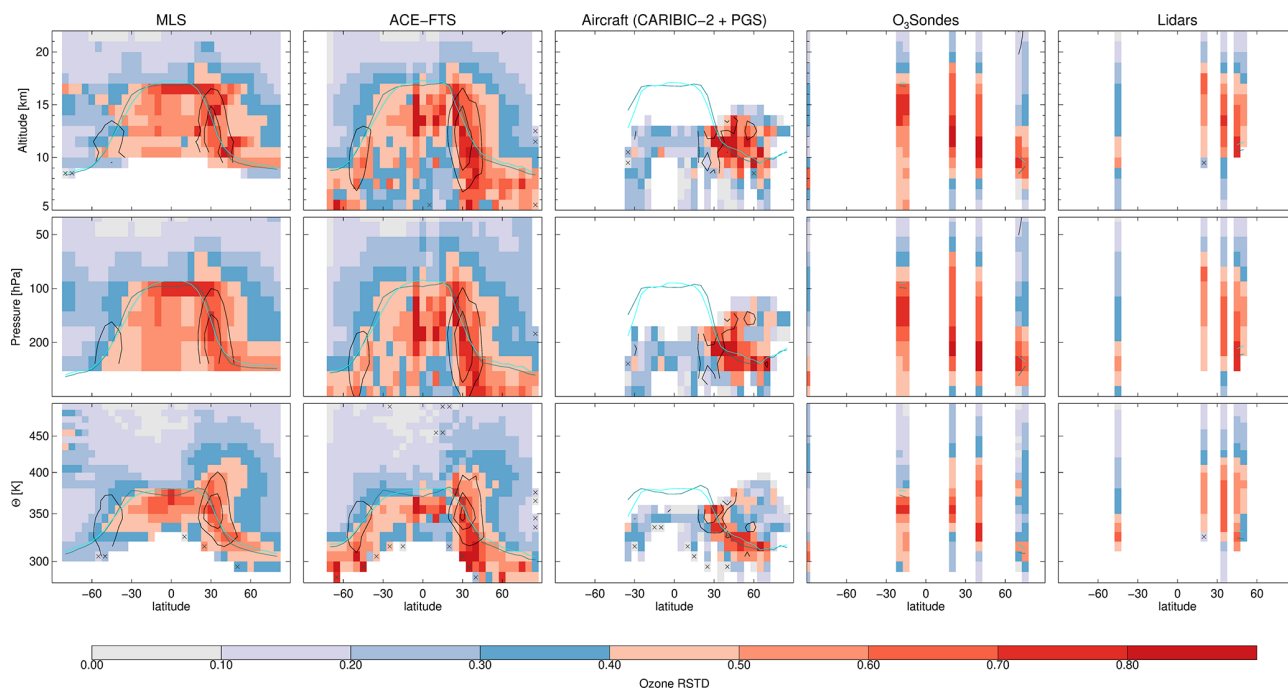 MLS ACE−FTS Aircraft (CARIBIC−2 + PGS) O₃Sondes Lidars
Altitude [km]
20
15
10
5
Pressure [hPa]
50
100
200
Θ [K]
450
400
350
300
−60 −30 0 30 60 −60 −30 0 30 60 −60 −30 0 30 60 −60 −30 0 30 60 −60 −30 0 30 60
latitude latitude latitude latitude latitude
0.00 0.10 0.20 0.30 0.40 0.50 0.60 0.70 0.80
Ozone RSTD